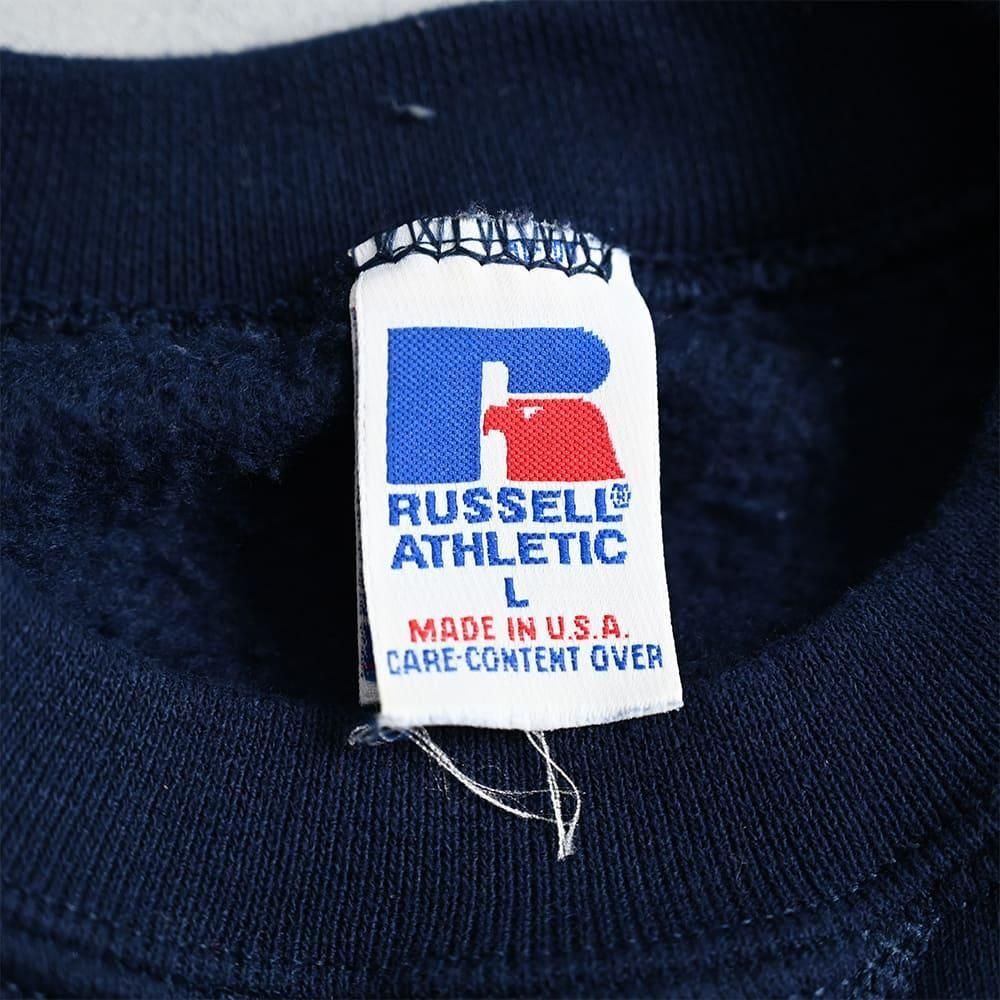 RUSSELL®
ATHLETIC
L
MADE IN U.S.A.
CARE-CONTENT OVER